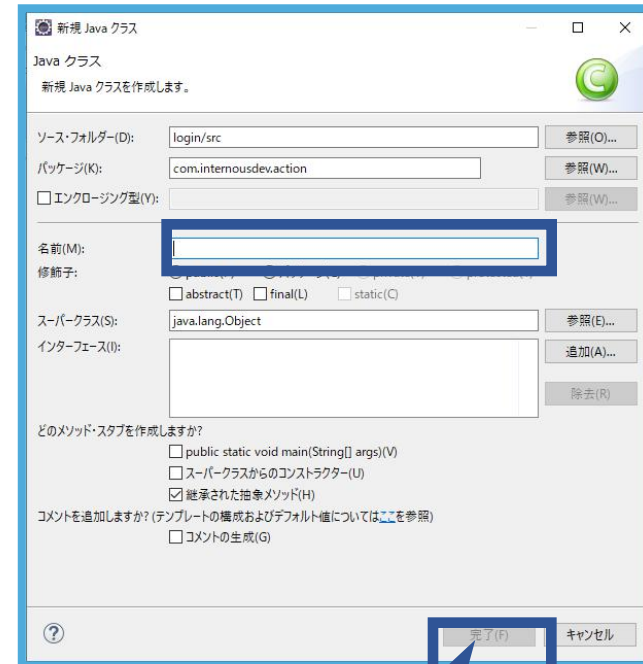 新規 Java クラス
Java クラス
新規 Java クラスを作成します。
ソース・フォルダー(D): login/src 参照(O)...
パッケージ(K): com.internousdev.action 参照(W)...
エンクロージング型(Y): 参照(W)...
名前(M):
修飾子:
abstract(T) final(L) static(C)
スーパークラス(S): java.lang.Object 参照(E)...
インターフェース(I): 追加(A)...
除去(R)
どのメソッド・スタブを作成しますか?
public static void main(String[] args)(V)
スーパークラスからのコンストラクター(U)
継承された抽象メソッド(H)
コメントを追加しますか? (テンプレートの構成およびデフォルト値についてはここを参照)
コメントの生成(G)
? 完了(F) キャンセル